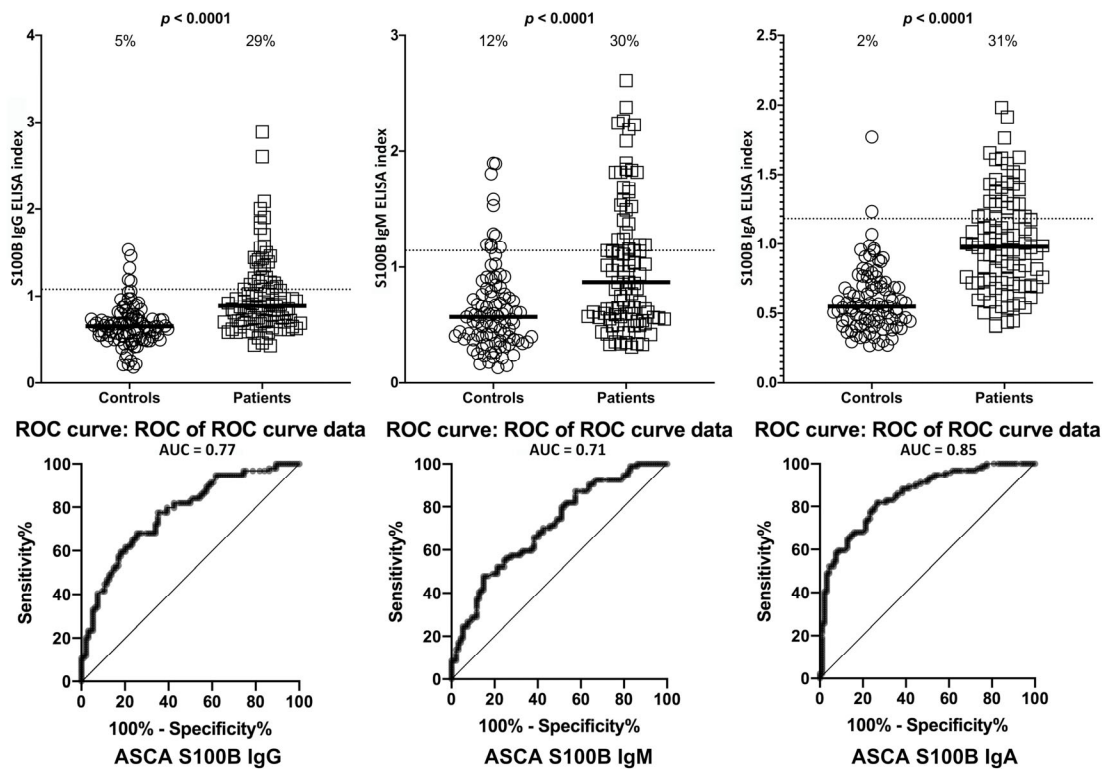 p < 0.0001
5% 29%
S100B IgG ELISA index
4
3
2
1
0
Controls Patients
p < 0.0001
12% 30%
S100B IgM ELISA index
3
2
1
0
Controls Patients
p < 0.0001
2% 31%
S100B IgA ELISA index
2.5
2.0
1.5
1.0
0.5
0.0
Controls Patients
ROC curve: ROC of ROC curve data
AUC = 0.77
Sensitivity%
100
80
60
40
20
0
0 20 40 60 80 100
100% - Specificity%
ASCA S100B IgG
ROC curve: ROC of ROC curve data
AUC = 0.71
Sensitivity%
100
80
60
40
20
0
0 20 40 60 80 100
100% - Specificity%
ASCA S100B IgM
ROC curve: ROC of ROC curve data
AUC = 0.85
Sensitivity%
100
80
60
40
20
0
0 20 40 60 80 100
100% - Specificity%
ASCA S100B IgA